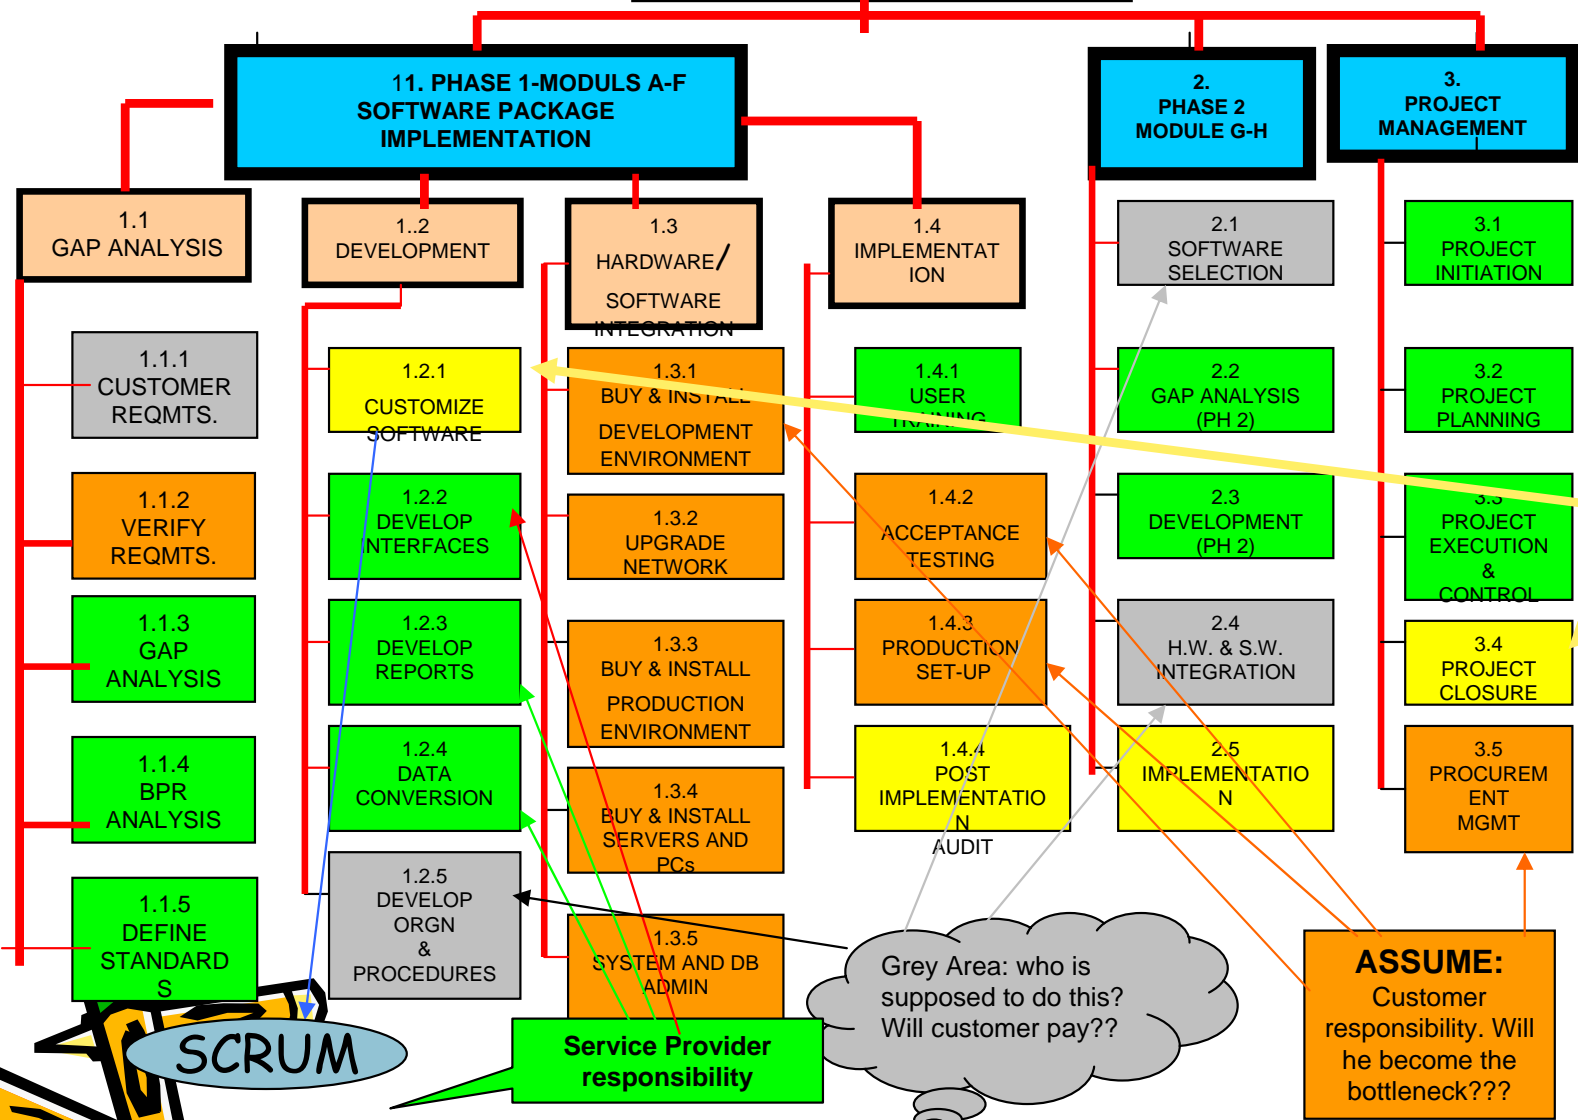 11. PHASE 1-MODULS A-F
SOFTWARE PACKAGE
IMPLEMENTATION
2.
PHASE 2
MODULE G-H
3.
PROJECT
MANAGEMENT
1.1
GAP ANALYSIS
1.1.1
CUSTOMER
REQMTS.
1.1.2
VERIFY
REQMTS.
1.1.3
GAP
ANALYSIS
1.1.4
BPR
ANALYSIS
1.1.5
DEFINE
STANDARD
S
1..2
DEVELOPMENT
1.2.1
CUSTOMIZE
SOFTWARE
1.2.2
DEVELOP
INTERFACES
1.2.3
DEVELOP
REPORTS
1.2.4
DATA
CONVERSION
1.2.5
DEVELOP
ORGN
&
PROCEDURES
1.3
HARDWARE/
SOFTWARE
INTEGRATION
1.3.1
BUY & INSTALL
DEVELOPMENT
ENVIRONMENT
1.3.2
UPGRADE
NETWORK
1.3.3
BUY & INSTALL
PRODUCTION
ENVIRONMENT
1.3.4
BUY & INSTALL
SERVERS AND
PCs
1.3.5
SYSTEM AND DB
ADMIN
1.4
IMPLEMENTAT
ION
1.4.1
USER
TRAINING
1.4.2
ACCEPTANCE
TESTING
1.4.3
PRODUCTION
SET-UP
1.4.4
POST
IMPLEMENTATIO
N
AUDIT
2.1
SOFTWARE
SELECTION
2.2
GAP ANALYSIS
(PH 2)
2.3
DEVELOPMENT
(PH 2)
2.4
H.W. & S.W.
INTEGRATION
2.5
IMPLEMENTATIO
N
3.1
PROJECT
INITIATION
3.2
PROJECT
PLANNING
3.3
PROJECT
EXECUTION
&
CONTROL
3.4
PROJECT
CLOSURE
3.5
PROCUREM
ENT
MGMT
SCRUM
Service Provider
responsibility
Grey Area: who is
supposed to do this?
Will customer pay??
ASSUME:
Customer
responsibility. Will
he become the
bottleneck???